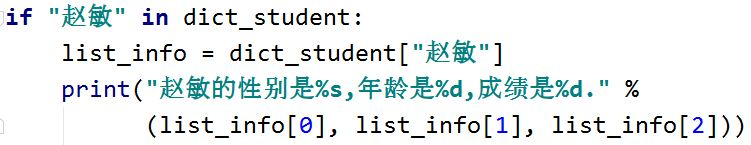 if "赵敏" in dict_student:
    list_info = dict_student["赵敏"]
    print("赵敏的性别是%s,年龄是%d,成绩是%d." %
          (list_info[0], list_info[1], list_info[2]))